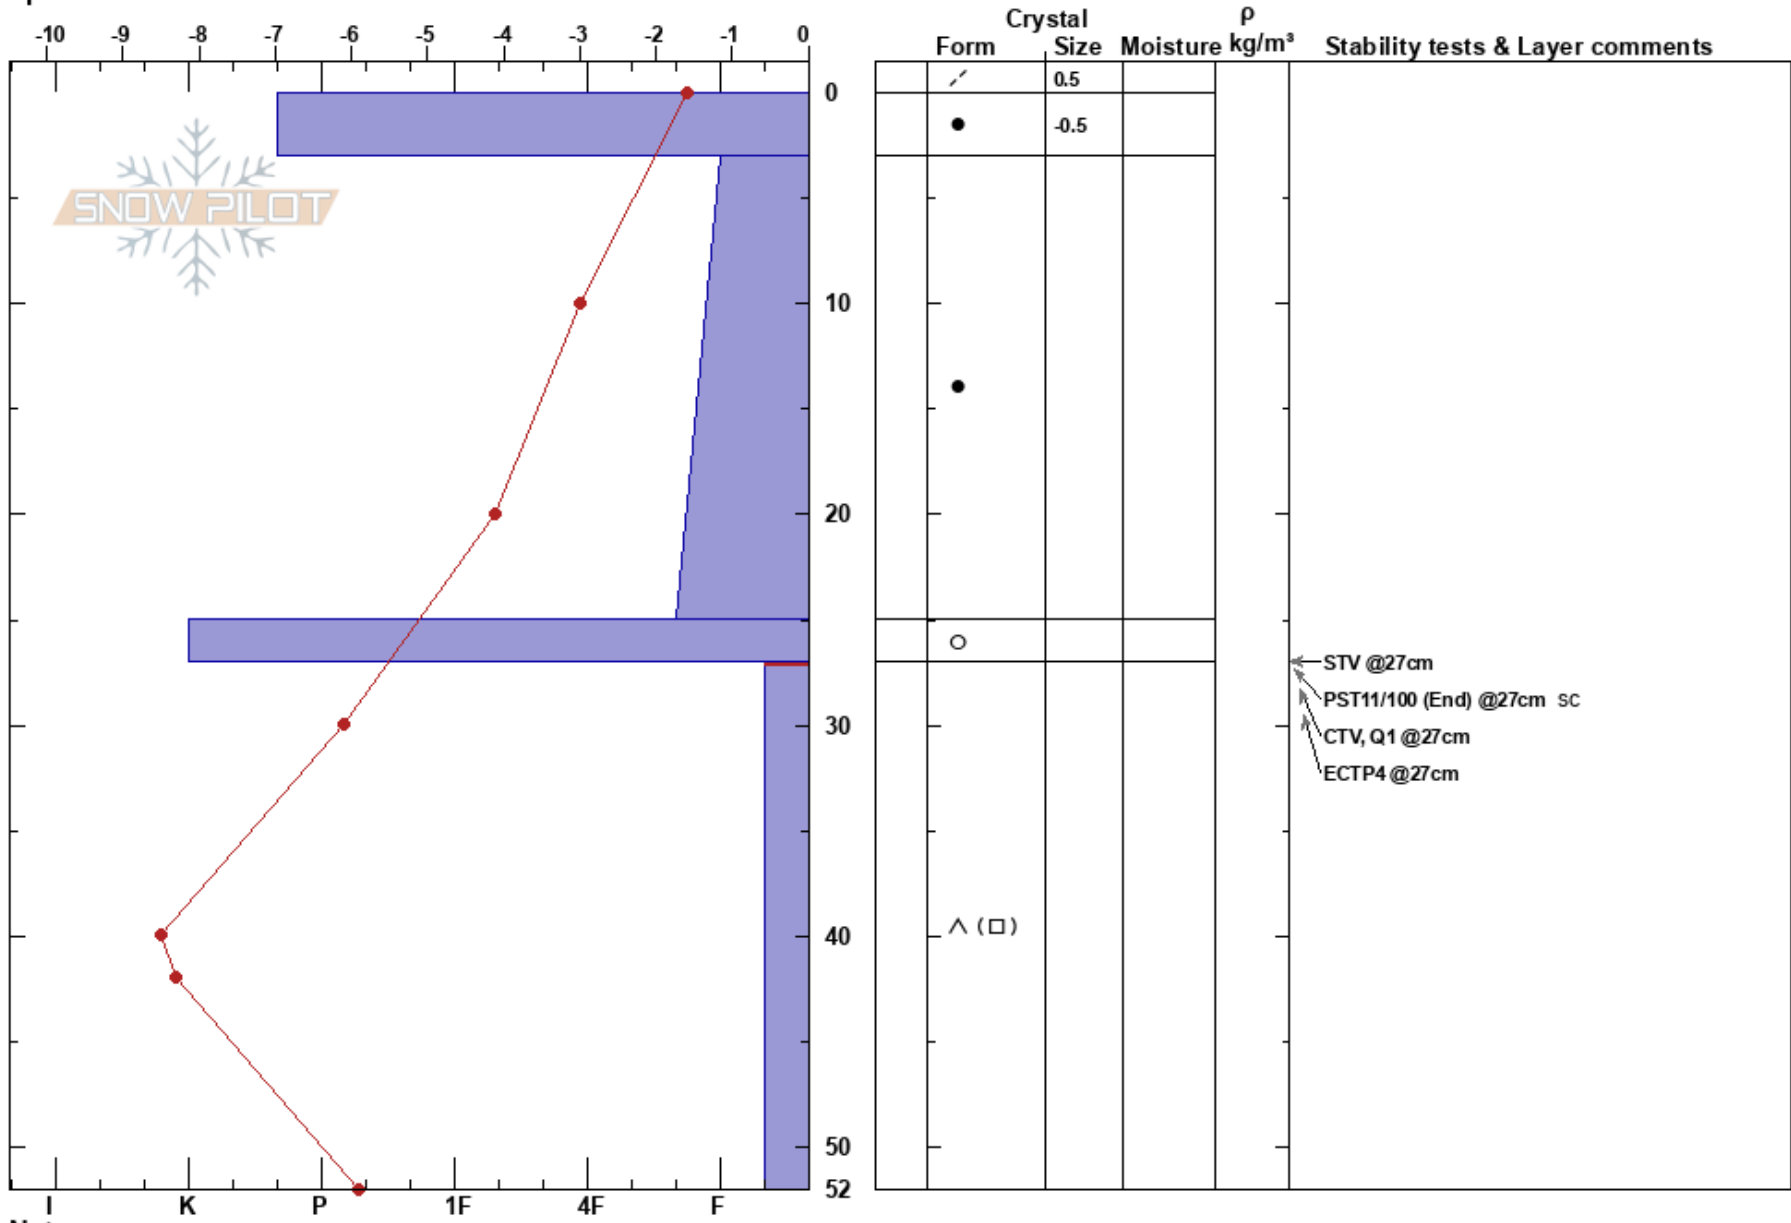 Crystal
ρ
-10 -9 -8 -7 -6 -5 -4 -3 -2 -1 0
Form Size Moisture kg/m³ Stability tests & Layer comments
0.5
0
-0.5
SNOW PILOT
10
20
STV @27cm
PST11/100 (End) @27cm SC
30
CTV, Q1 @27cm
ECTP4 @27cm
40
50
52
I K P 1F 4F F